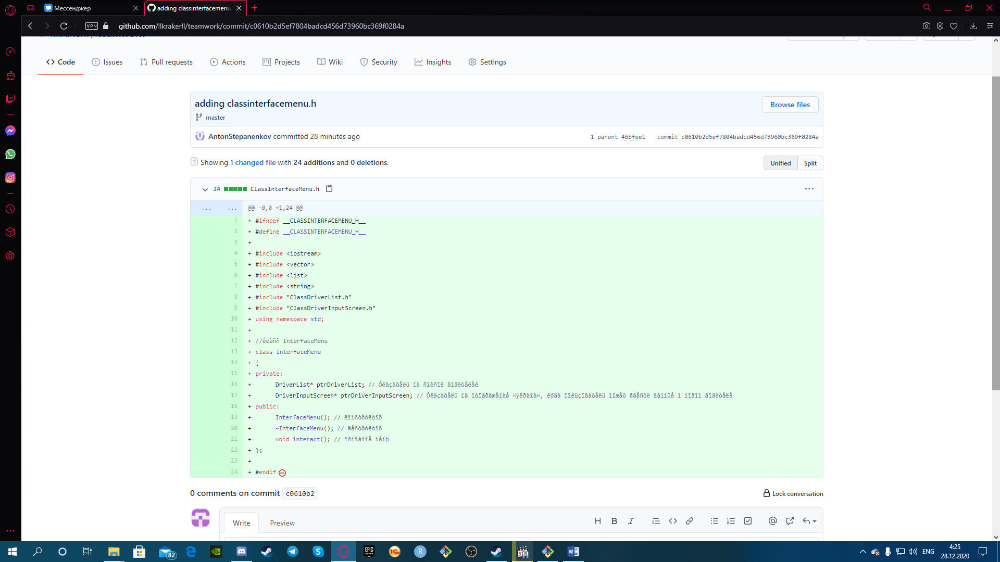 Мессенджер
adding classinterfacemenu.
github.com/llkrakerll/teamwork/commit/c0610b2d5ef7804badcd456d73960bc369f0284a
VPN
Code
Issues
Pull requests
Actions
Projects
Wiki
Security
Insights
Settings
adding classinterfacemenu.h
Browse files
master
AntonStepanenkov committed 28 minutes ago
1 parent 46bfee1 commit c0610b2d5ef7804badcd456d73960bc369f0284a
Showing 1 changed file with 24 additions and 0 deletions.
Unified Split
24 ClassInterfaceMenu.h
... ... @@ -0,0 +1,24 @@
1 + #ifndef __CLASSINTERFACEMENU_H__
2 + #define __CLASSINTERFACEMENU_H__
3 +
4 + #include <iostream>
5 + #include <vector>
6 + #include <list>
7 + #include <string>
8 + #include "ClassDriverList.h"
9 + #include "ClassDriverInputScreen.h"
10 + using namespace std;
11 +
12 + //êëàññ InterfaceMenu
13 + class InterfaceMenu
14 + {
15 + private:
16 + DriverList* ptrDriverList; // Óêàçàòåëü íà ñïèñîê âîäèòåëåé
17 + DriverInputScreen* ptrDriverInputScreen; // Óêàçàòåëü íà îòîáðàæåíèå «ýêðàíà», êóäà ïîëüçîâàòåëü ìîæåò ââåñòè äàííûå î íîâîì âîäèòåëå
18 + public:
19 + InterfaceMenu(); // êîíñòðóêòîð
20 + ~InterfaceMenu(); // äåñòðóêòîð
21 + void interact(); // îñíîâíîå ìåíþ
22 + };
23 +
24 + #endif
0 comments on commit c0610b2
Lock conversation
Write Preview
82
EPIC GAMES
1C
R
ENG
4:25
28.12.2020